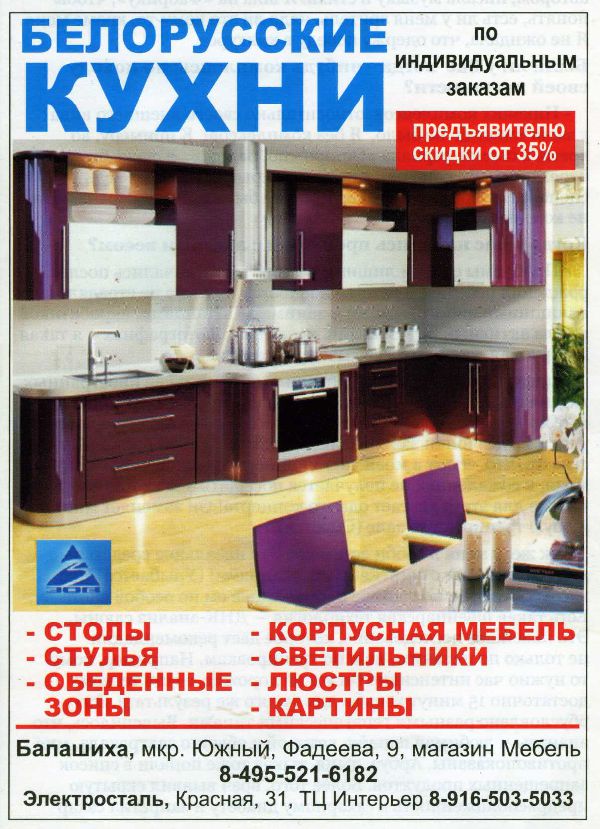 БЕЛОРУССКИЕ
КУХНИ
по
индивидуальным
заказам
предъявителю
скидки от 35%
ЗОВ
- СТОЛЫ
- СТУЛЬЯ
- ОБЕДЕННЫЕ
ЗОНЫ
- КОРПУСНАЯ МЕБЕЛЬ
- СВЕТИЛЬНИКИ
- ЛЮСТРЫ
- КАРТИНЫ
Балашиха, мкр. Южный, Фадеева, 9, магазин Мебель
8-495-521-6182
Электросталь, Красная, 31, ТЦ Интерьер 8-916-503-5033